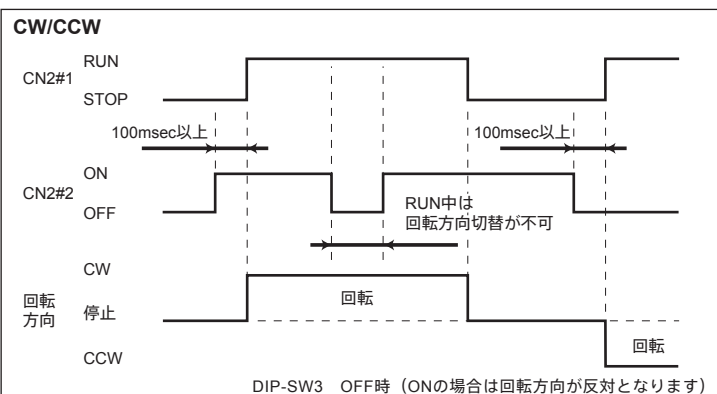 CW/CCW
CN2#1
RUN
STOP
100msec以上
100msec以上
CN2#2
ON
OFF
RUN中は
回転方向切替が不可
回転
方向
CW
停止
CCW
回転
回転
DIP-SW3 OFF時（ONの場合は回転方向が反対となります）